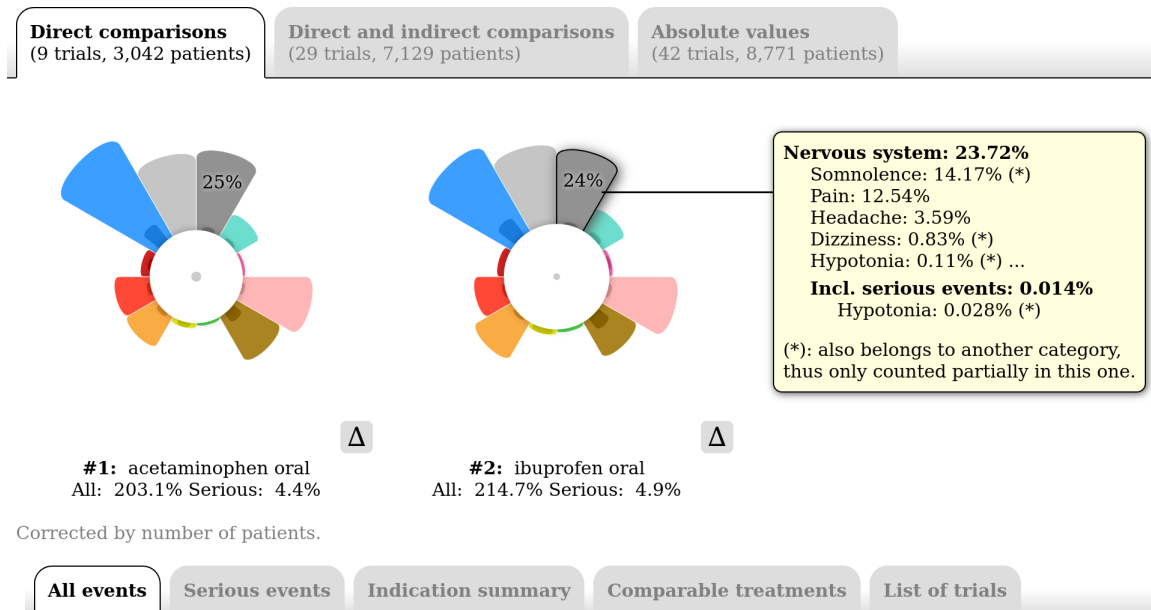 Direct comparisons
(9 trials, 3,042 patients)
Direct and indirect comparisons
(29 trials, 7,129 patients)
Absolute values
(42 trials, 8,771 patients)
25%
24%
Nervous system: 23.72%
Somnolence: 14.17% (*)
Pain: 12.54%
Headache: 3.59%
Dizziness: 0.83% (*)
Hypotonia: 0.11% (*) ...
Incl. serious events: 0.014%
Hypotonia: 0.028% (*)
(*): also belongs to another category,
thus only counted partially in this one.
Δ
Δ
#1: acetaminophen oral
All: 203.1% Serious: 4.4%
#2: ibuprofen oral
All: 214.7% Serious: 4.9%
Corrected by number of patients.
All events
Serious events
Indication summary
Comparable treatments
List of trials